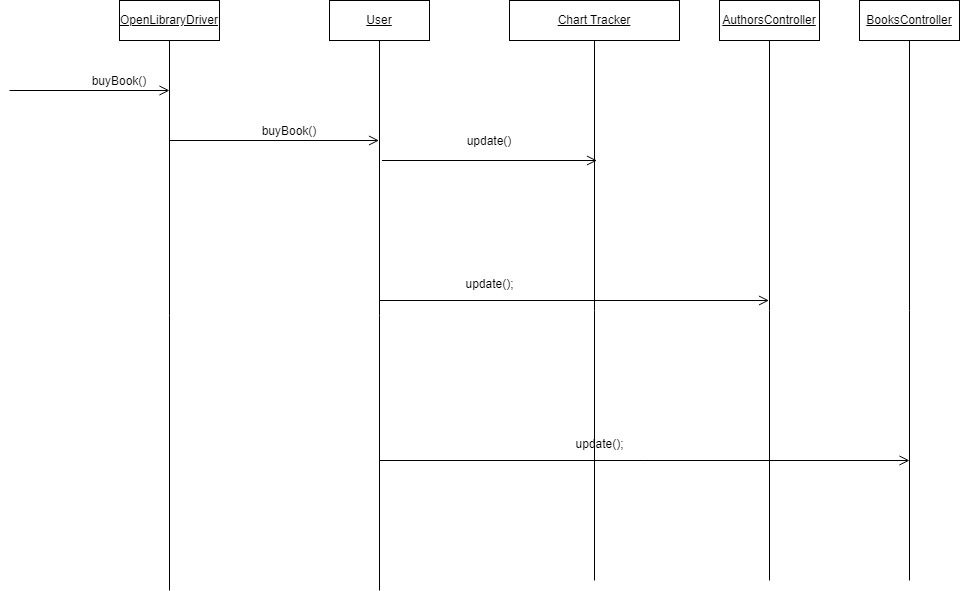 OpenLibraryDriver
User
Chart Tracker
AuthorsController
BooksController
buyBook()
buyBook()
update()
update();
update();